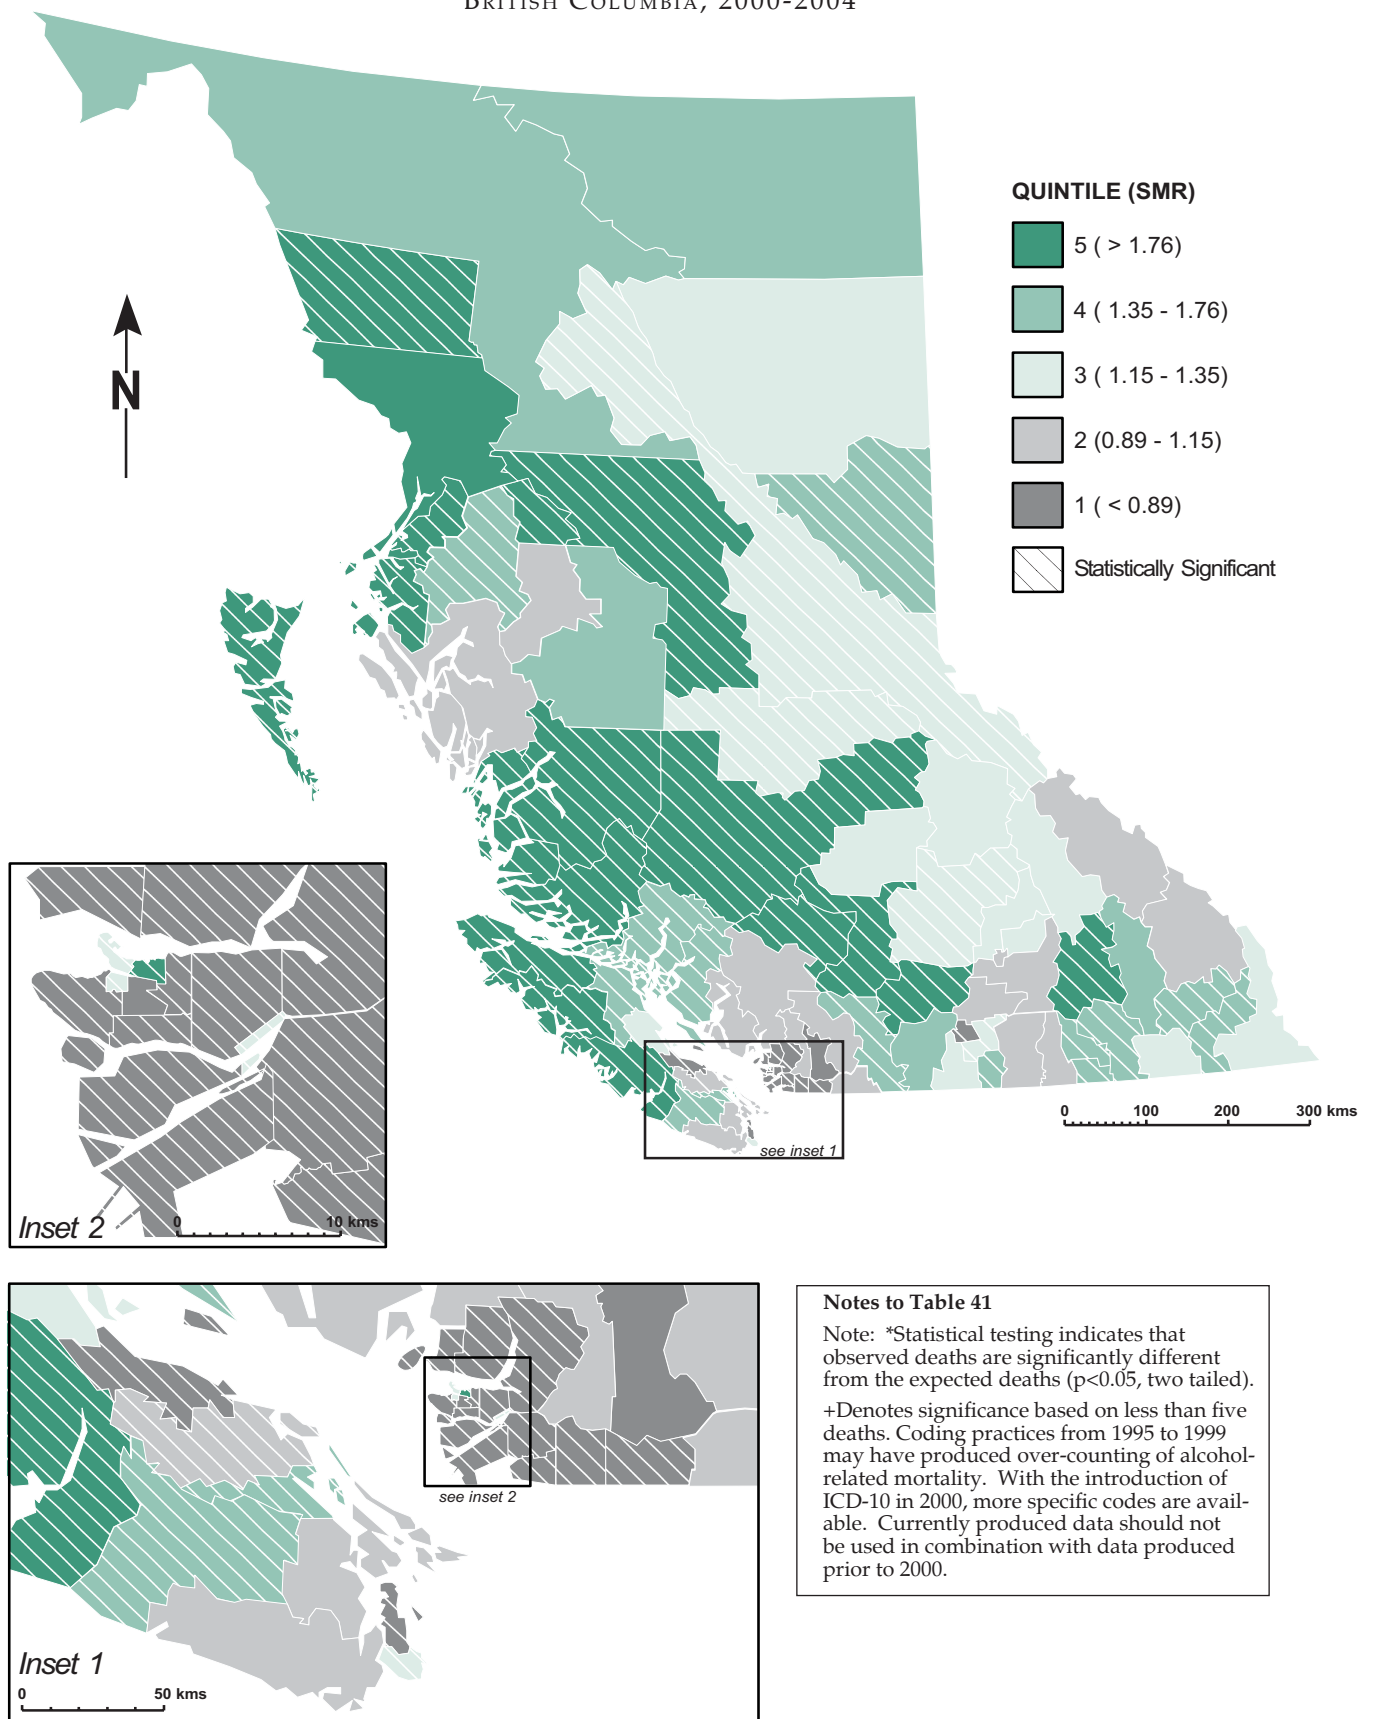 BRITISH COLUMBIA, 2000-2004
QUINTILE (SMR)
5 ( > 1.76)
4 ( 1.35 - 1.76)
3 ( 1.15 - 1.35)
2 (0.89 - 1.15)
1 ( < 0.89)
Statistically Significant
N
0 100 200 300 kms
see inset 1
Inset 2
0 10 kms
see inset 2
Inset 1
0 50 kms
Notes to Table 41
Note: *Statistical testing indicates that
observed deaths are significantly different
from the expected deaths (p<0.05, two tailed).
+Denotes significance based on less than five
deaths. Coding practices from 1995 to 1999
may have produced over-counting of alcohol-
related mortality. With the introduction of
ICD-10 in 2000, more specific codes are avail-
able. Currently produced data should not
be used in combination with data produced
prior to 2000.